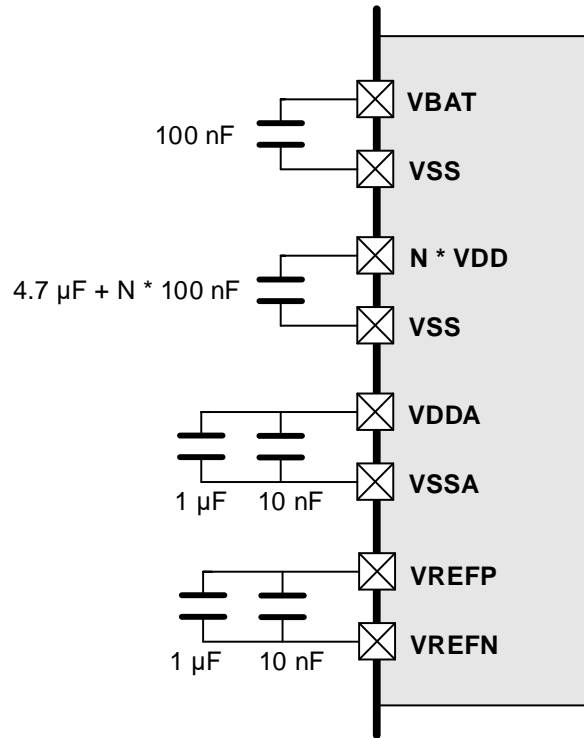 VBAT
100 nF
VSS
N * VDD
4.7 µF + N * 100 nF
VSS
VDDA
VSSA
1 µF 10 nF
VREFP
VREFN
1 µF 10 nF